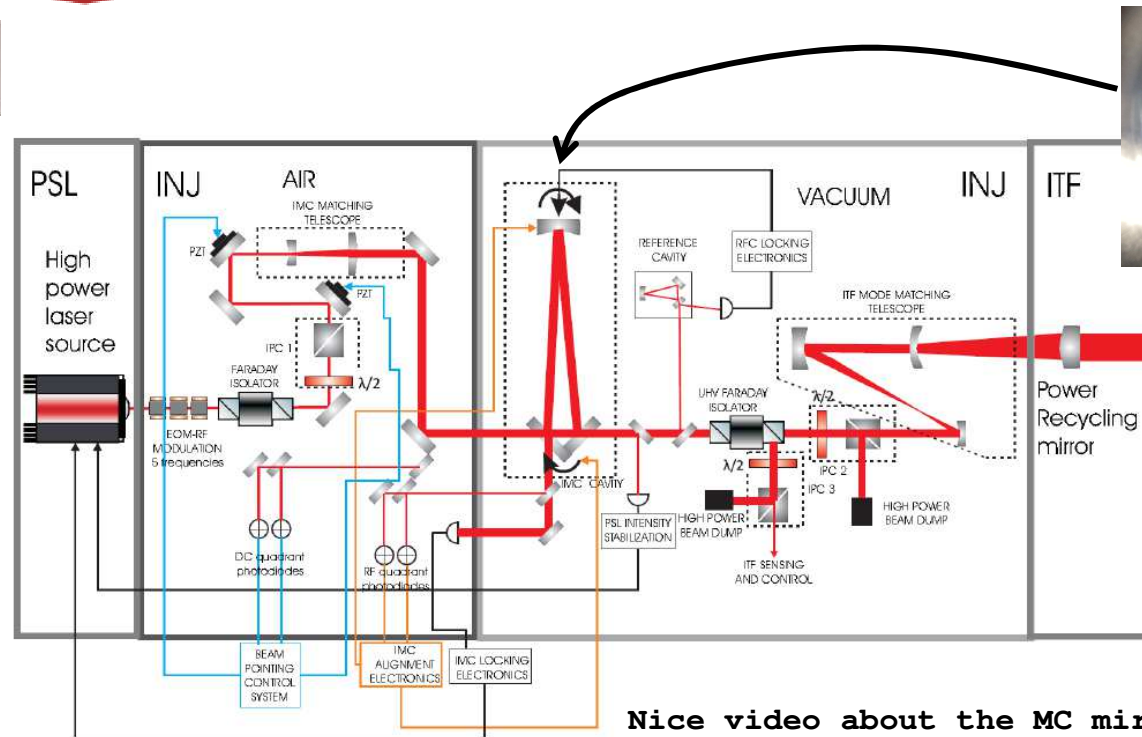 PSL
INJ
AIR
IMC MATCHING
TELESCOPE
PZT
PZT
High
power
laser
source
IPC 1
λ/2
FARADAY
ISOLATOR
EOM-RF
MODULATION
5 frequencies
DC quadrant
photodiodes
RF quadrant
photodiodes
BEAM
POINTING
CONTROL
SYSTEM
IMC
ALIGNMENT
ELECTRONICS
IMC LOCKING
ELECTRONICS
VACUUM
INJ
REFERENCE
CAVITY
RFC LOCKING
ELECTRONICS
ITF MODE MATCHING
TELESCOPE
UHV FARADAY
ISOLATOR
λ/2
IPC 2
λ/2
IPC 3
IMC CAVITY
PSL INTENSITY
STABILIZATION
HIGH POWER
BEAM DUMP
HIGH POWER
BEAM DUMP
ITF SENSING
AND CONTROL
ITF
Power
Recycling
mirror
Nice video about the MC